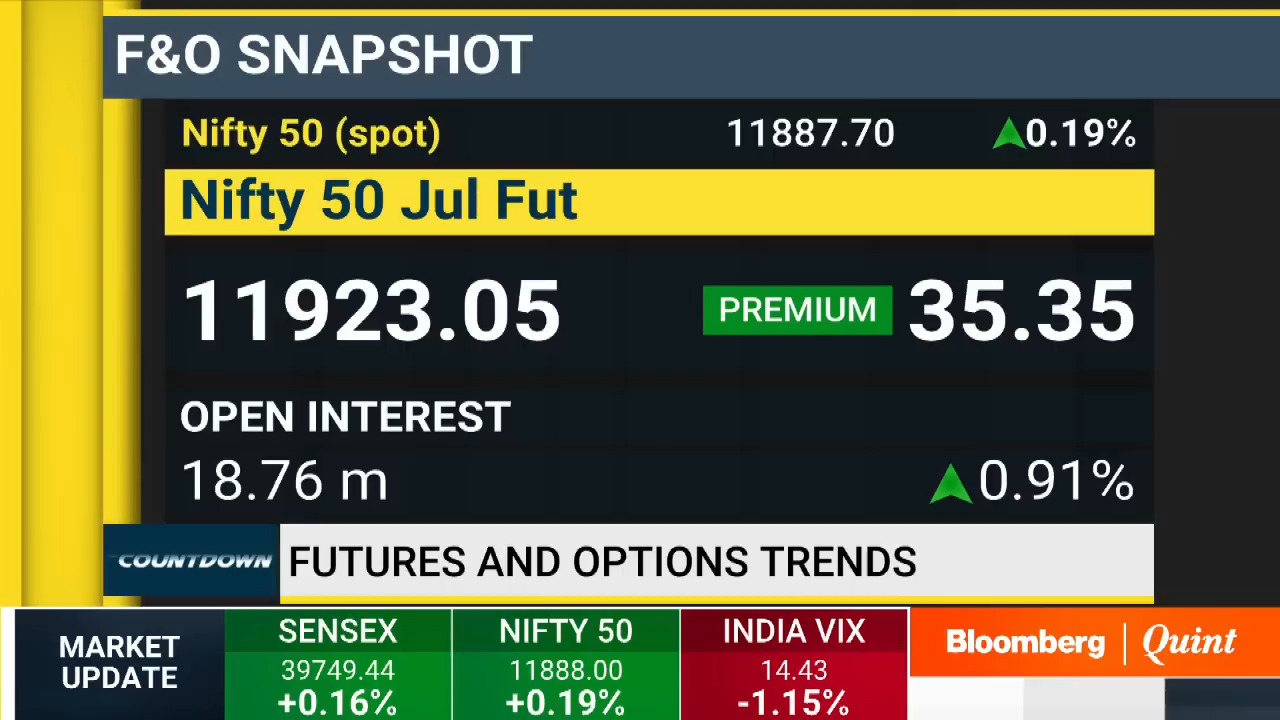 F&O SNAPSHOT
Nifty 50 (spot) 11887.70 ▲0.19%
Nifty 50 Jul Fut
11923.05 PREMIUM 35.35
OPEN INTEREST
18.76 m ▲0.91%
COUNTDOWN FUTURES AND OPTIONS TRENDS
MARKET UPDATE
SENSEX
39749.44
+0.16%
NIFTY 50
11888.00
+0.19%
INDIA VIX
14.43
-1.15%
Bloomberg | Quint